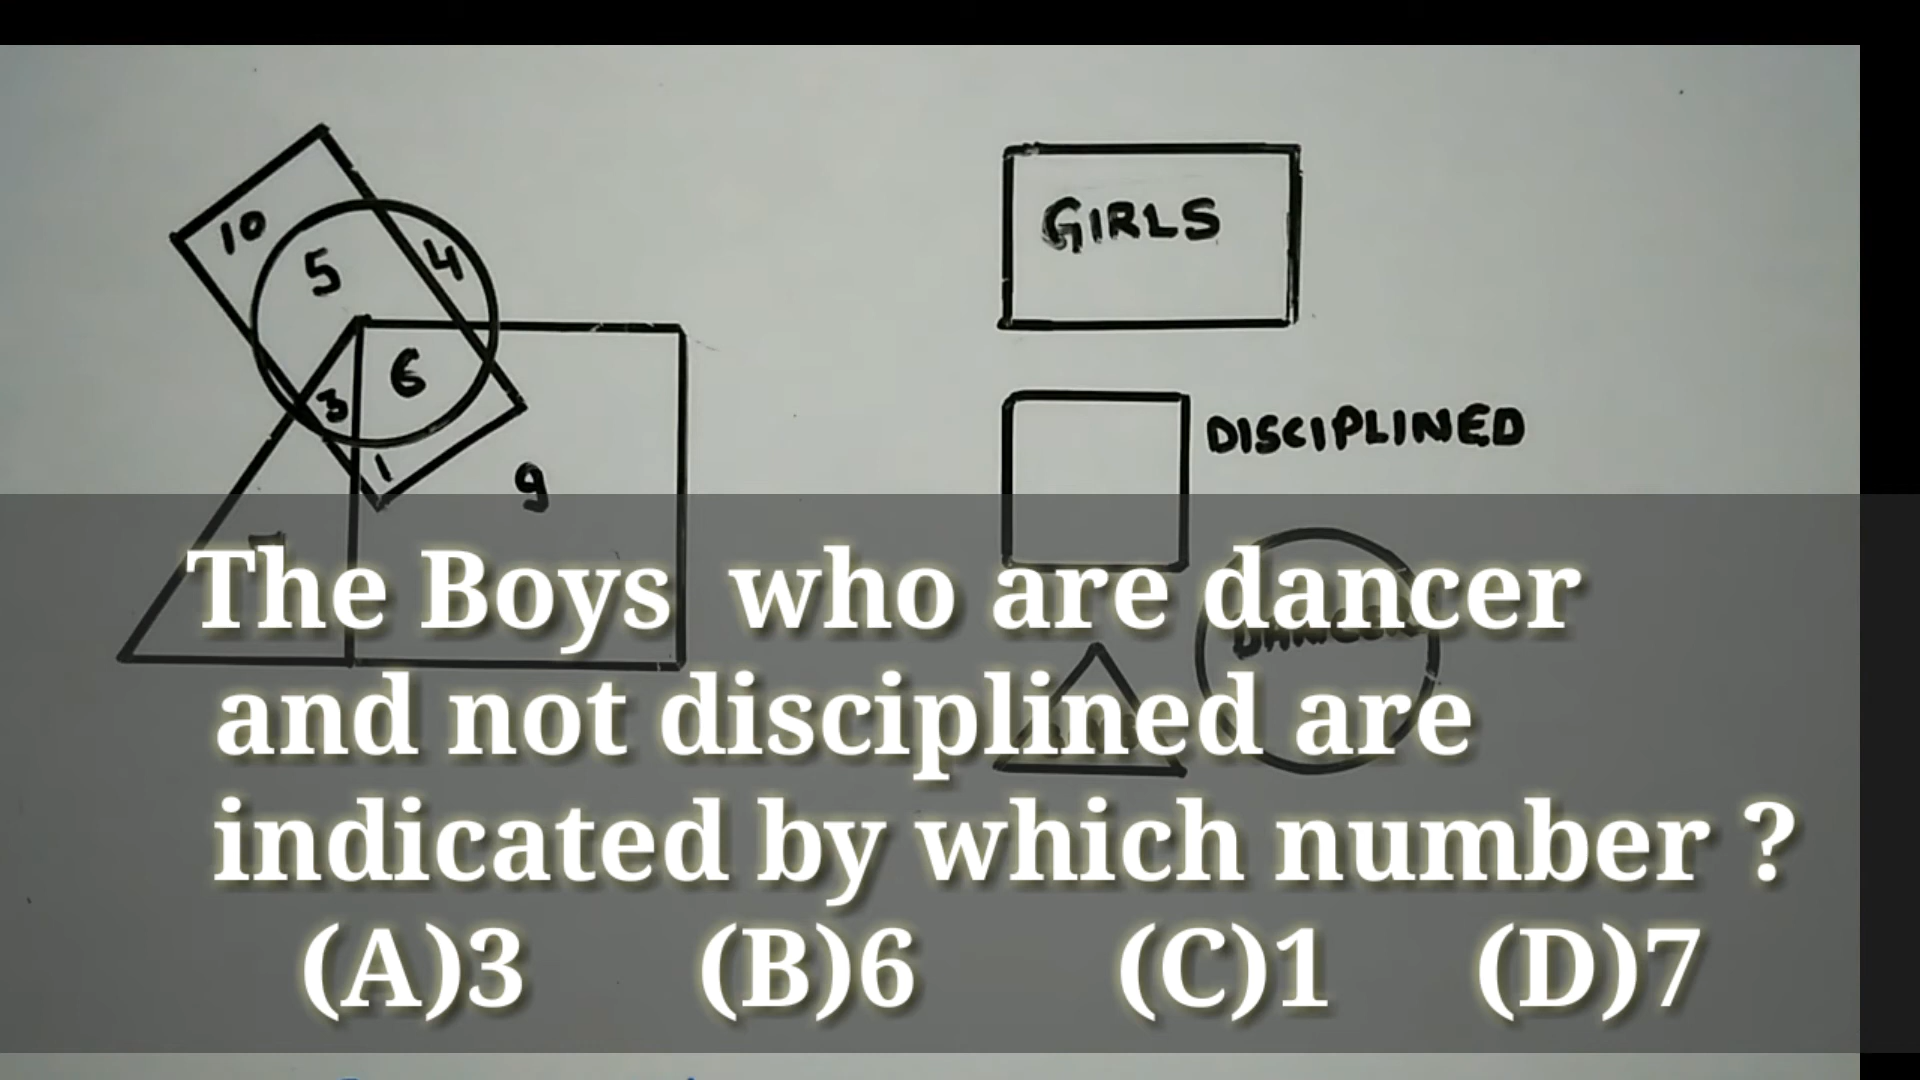 10
5
4
GIRLS
6
3
DISCIPLINED
1
9
The Boys who are dancer
and not disciplined are
indicated by which number ?
(A)3 (B)6 (C)1 (D)7
DANCER